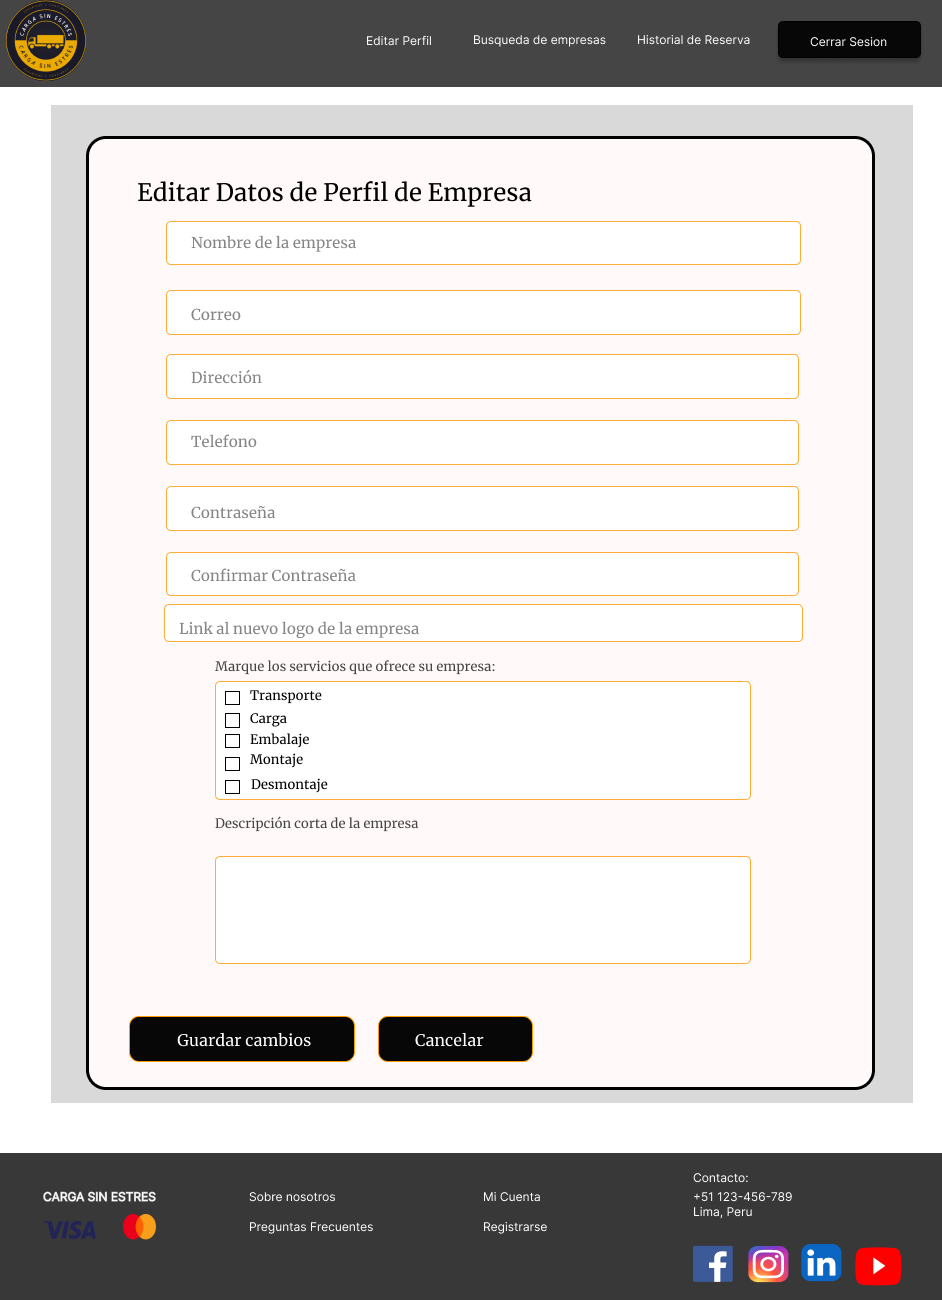 CARGA SIN ESTRES
CARGA SIN ESTRES
Editar Perfil
Busqueda de empresas
Historial de Reserva
Cerrar Sesion
Editar Datos de Perfil de Empresa
Nombre de la empresa
Correo
Dirección
Telefono
Contraseña
Confirmar Contraseña
Link al nuevo logo de la empresa
Marque los servicios que ofrece su empresa:
Transporte
Carga
Embalaje
Montaje
Desmontaje
Descripción corta de la empresa
Guardar cambios
Cancelar
CARGA SIN ESTRES
VISA
Sobre nosotros
Preguntas Frecuentes
Mi Cuenta
Registrarse
Contacto:
+51 123-456-789
Lima, Peru
f
in